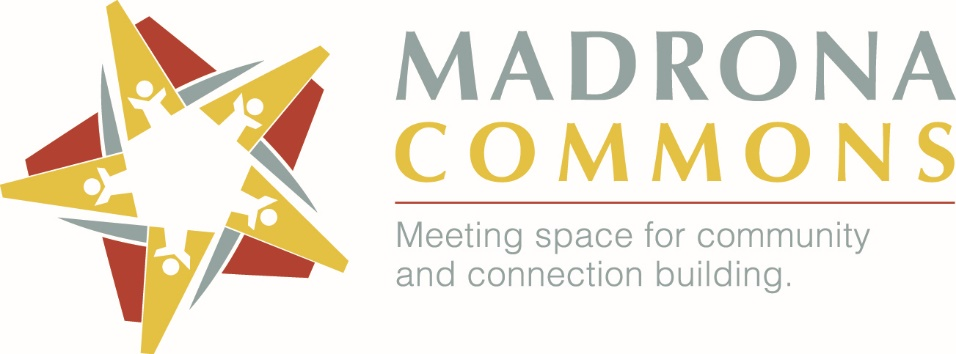 MADRONA
COMMONS
Meeting space for community
and connection building.